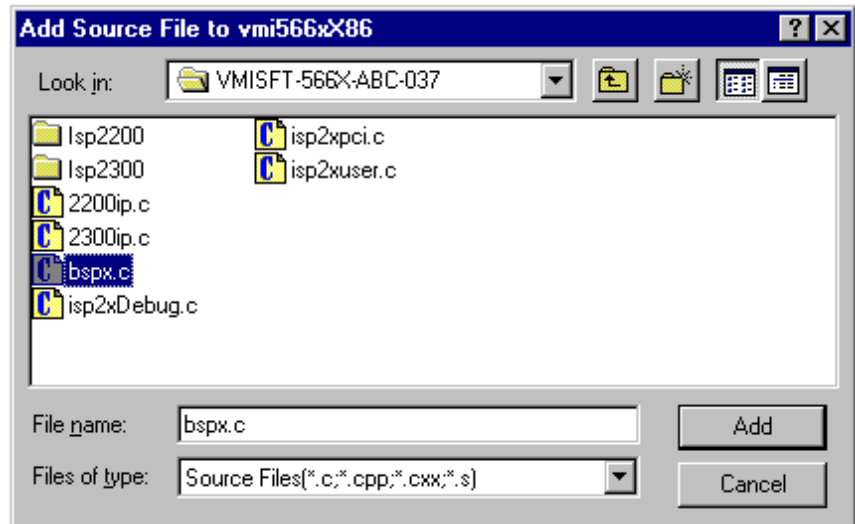 Add Source File to vmi566xX86
Look in: VMISFT-566X-ABC-037
Isp2200 isp2xpci.c
Isp2300 isp2xuser.c
2200ip.c
2300ip.c
bspx.c
isp2xDebug.c
File name: bspx.c Add
Files of type: Source Files(*.c;*.cpp;*.cxx;*.s) Cancel